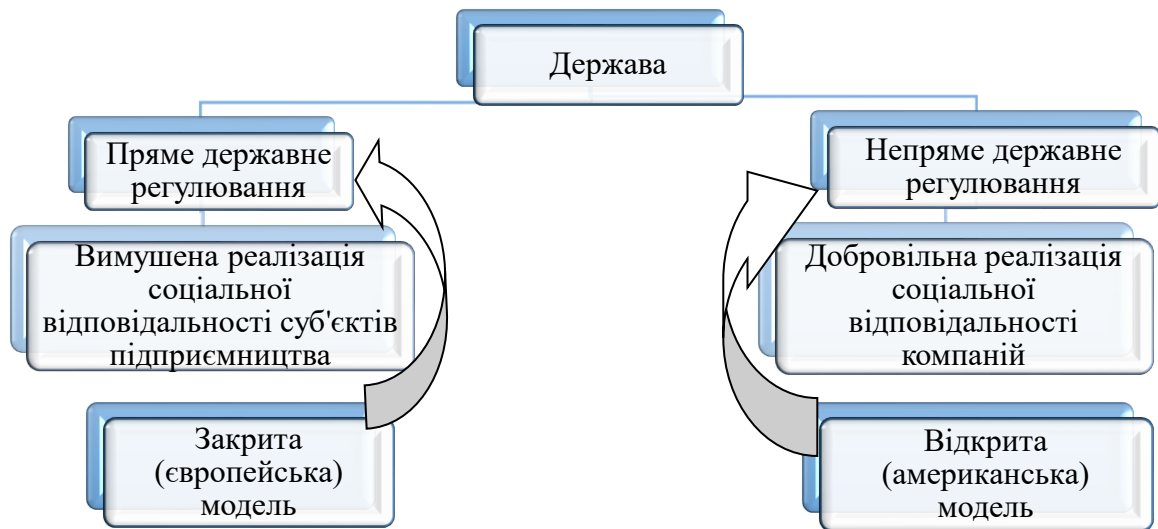 Держава
Пряме державне
регулювання
Непряме державне
регулювання
Вимушена реалізація
соціальної
відповідальності суб'єктів
підприємництва
Добровільна реалізація
соціальної
відповідальності
компаній
Закрита
(європейська)
модель
Відкрита
(американська)
модель